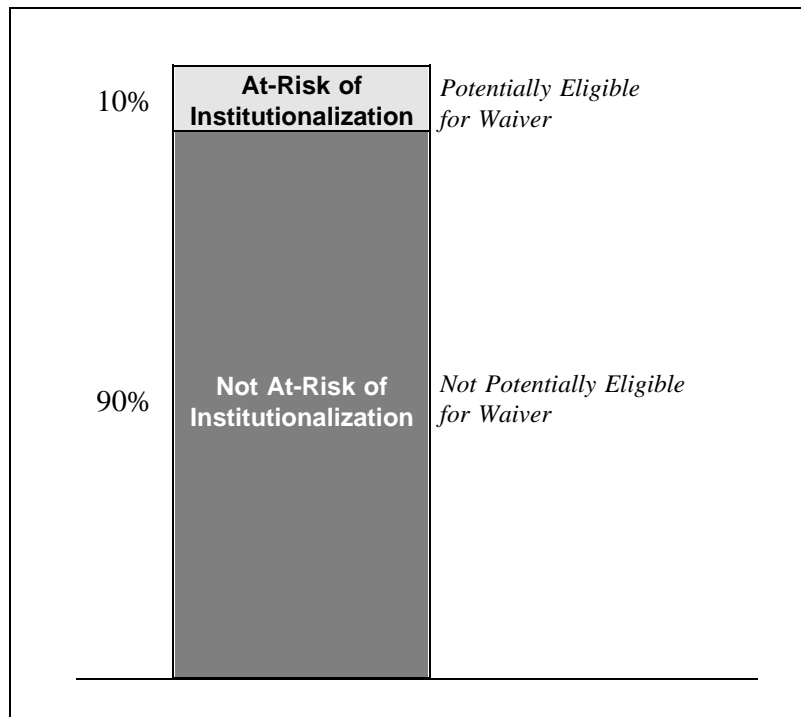 10%
At-Risk of
Institutionalization
Potentially Eligible
for Waiver
90%
Not At-Risk of
Institutionalization
Not Potentially Eligible
for Waiver